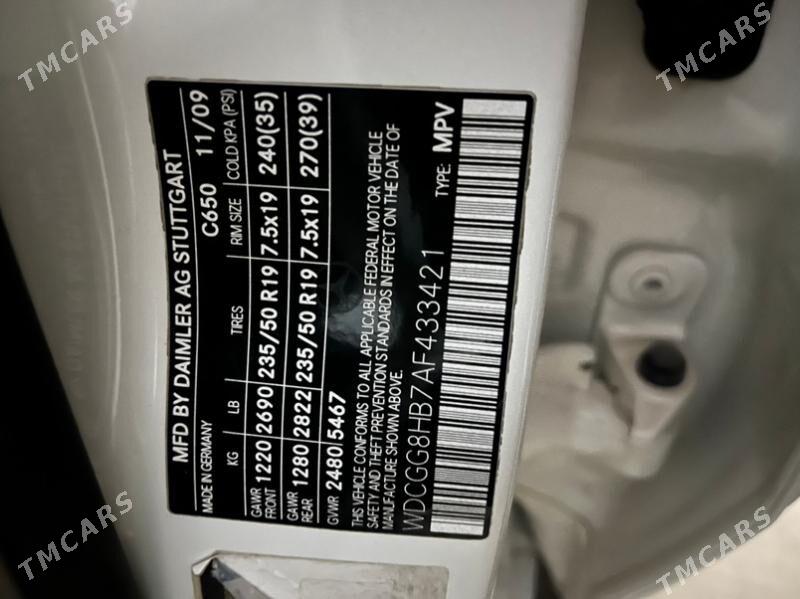 MFD BY DAIMLER AG STUTTGART
MADE IN GERMANY C650 11/09
KG LB TIRES RIM SIZE COLD KPA (PSI)
GAWR FRONT 1220 2690 235/50 R19 7.5x19 240(35)
GAWR REAR 1280 2822 235/50 R19 7.5x19 270(39)
GVWR 2480 5467
THIS VEHICLE CONFORMS TO ALL APPLICABLE FEDERAL MOTOR VEHICLE
SAFETY AND THEFT PREVENTION STANDARDS IN EFFECT ON THE DATE OF
MANUFACTURE SHOWN ABOVE.
WDCGG8HB7AF433421 TYPE: MPV
TMCARS
TMCARS
TMCARS
TMCARS